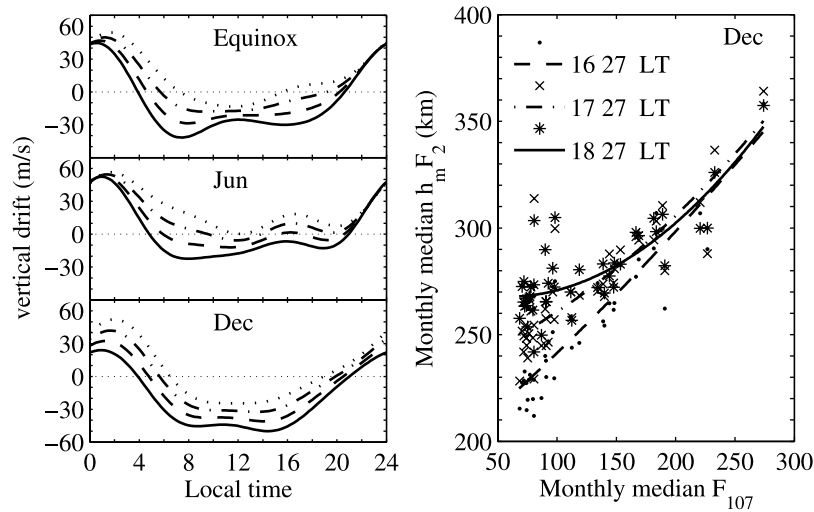 60
Equinox
30
0
−30
vertical drift (m/s)
60
Jun
30
0
−30
60
Dec
30
0
−30
−60
0 4 8 12 16 20 24
Local time
400
Dec
16 27 LT
17 27 LT
18 27 LT
350
300
250
200
Monthly median hmF2 (km)
50 100 150 200 250 300
Monthly median F107